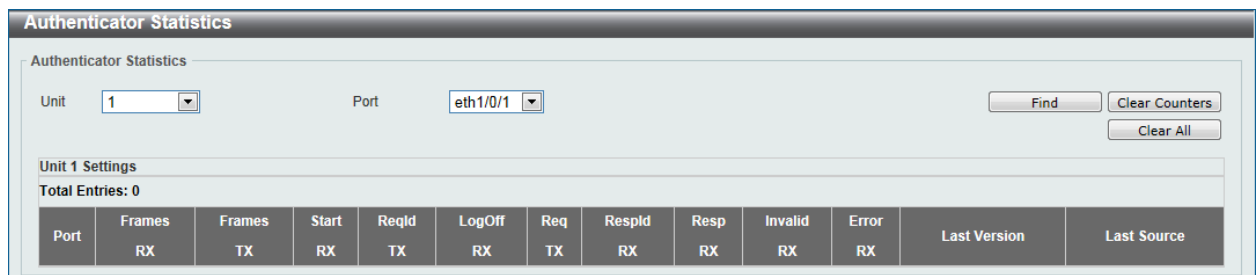 Authenticator Statistics
Authenticator Statistics
Unit 1 Port eth1/0/1 Find Clear Counters
Clear All
Unit 1 Settings
Total Entries: 0
Port Frames RX Frames TX Start RX ReqId TX LogOff RX Req TX RespId RX Resp RX Invalid RX Error RX Last Version Last Source